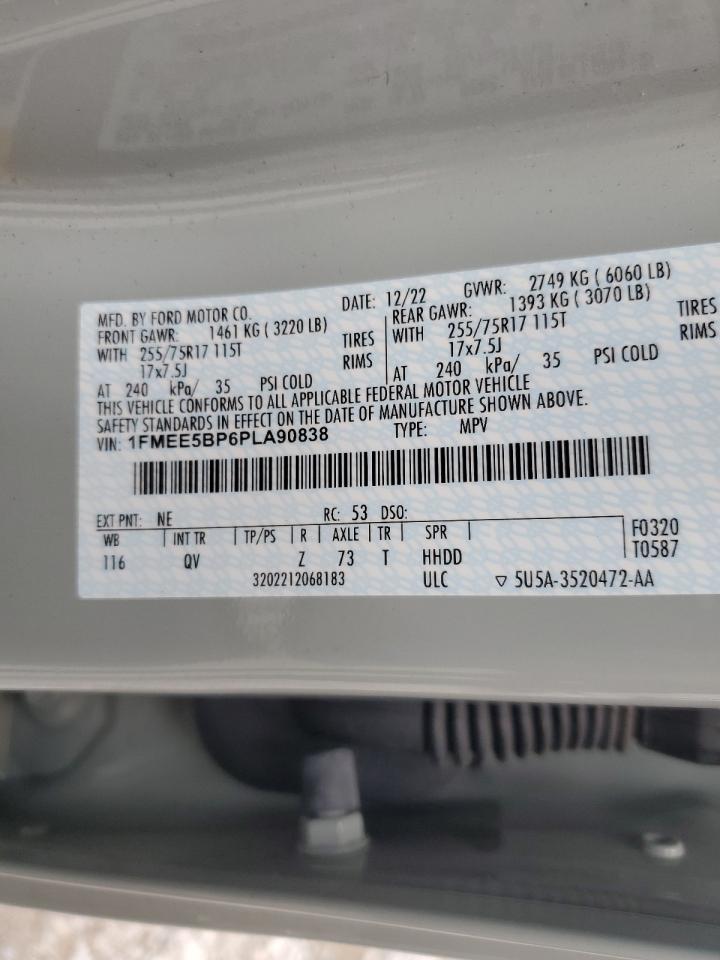 MFD. BY FORD MOTOR CO. DATE: 12/22 GVWR: 2749 KG ( 6060 LB)
FRONT GAWR: 1461 KG ( 3220 LB) REAR GAWR: 1393 KG ( 3070 LB)
WITH 255/75R17 115T TIRES WITH 255/75R17 115T TIRES
17x7.5J RIMS 17x7.5J RIMS
AT 240 kPa/ 35 PSI COLD AT 240 kPa/ 35 PSI COLD
THIS VEHICLE CONFORMS TO ALL APPLICABLE FEDERAL MOTOR VEHICLE
SAFETY STANDARDS IN EFFECT ON THE DATE OF MANUFACTURE SHOWN ABOVE.
VIN: 1FMEE5BP6PLA90838 TYPE: MPV
EXT PNT: NE RC: 53 DSO:
WB INT TR TP/PS R AXLE TR SPR F0320
116 QV Z 73 T HHDD T0587
3202212068183 ULC ▽ 5U5A-3520472-AA